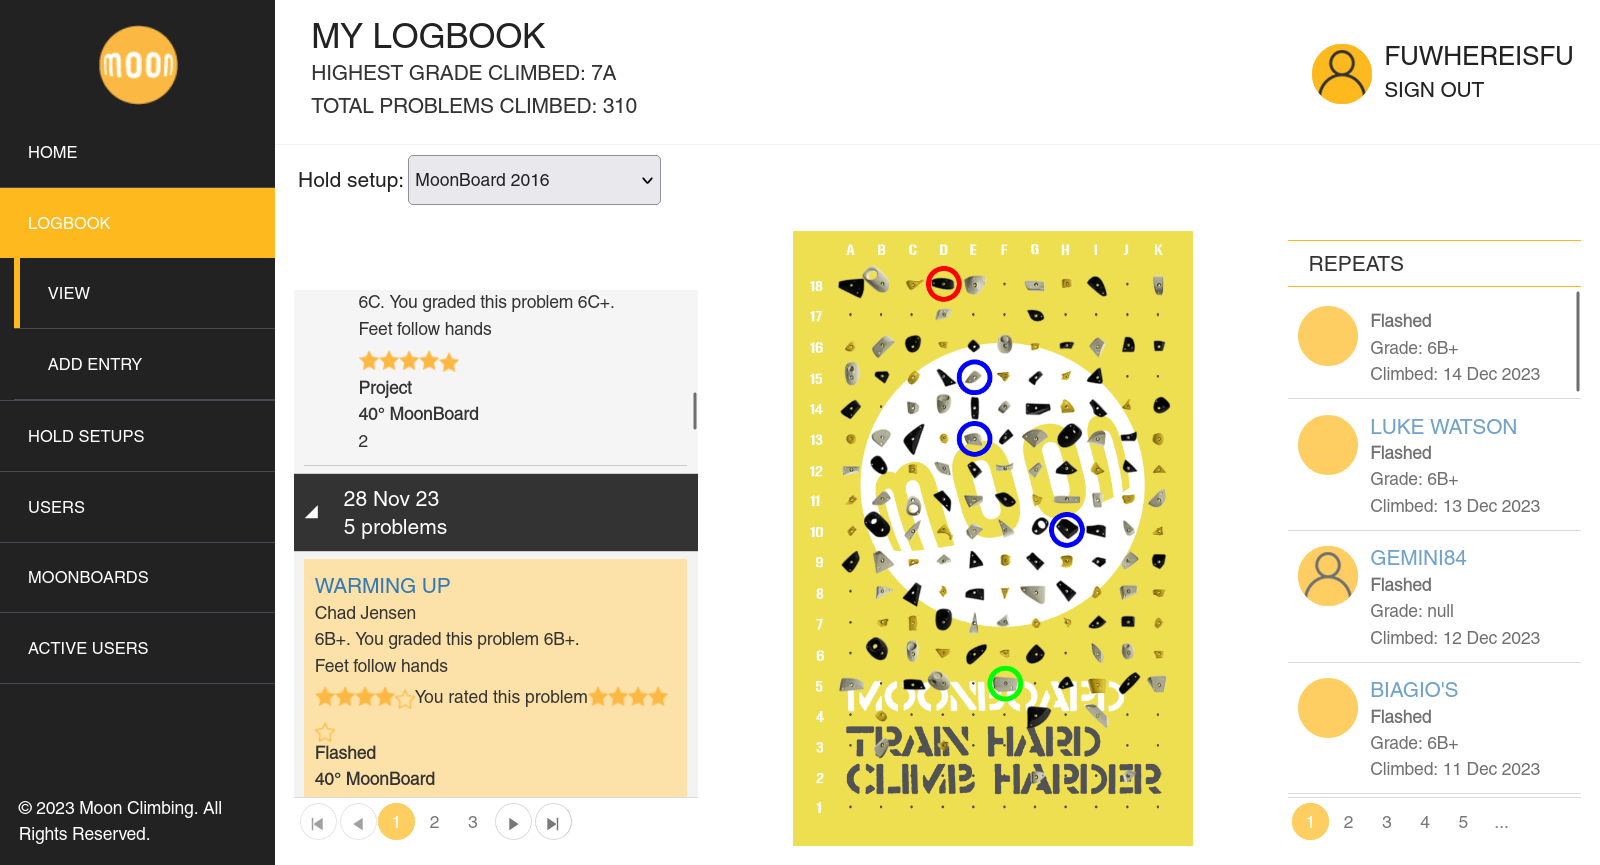 moon
HOME
LOGBOOK
VIEW
ADD ENTRY
HOLD SETUPS
USERS
MOONBOARDS
ACTIVE USERS
© 2023 Moon Climbing. All
Rights Reserved.
MY LOGBOOK
HIGHEST GRADE CLIMBED: 7A
TOTAL PROBLEMS CLIMBED: 310
FUWHEREISFU
SIGN OUT
Hold setup: MoonBoard 2016
6C. You graded this problem 6C+.
Feet follow hands
Project
40° MoonBoard
2
28 Nov 23
5 problems
WARMING UP
Chad Jensen
6B+. You graded this problem 6B+.
Feet follow hands
You rated this problem
Flashed
40° MoonBoard
1 2 3
A B C D E F G H I J K
18
17
16
15
14
13
12
11
10
9
8
7
6
5
4
3
2
1
moon
MOONBOARD
TRAIN HARD
CLIMB HARDER
REPEATS
Flashed
Grade: 6B+
Climbed: 14 Dec 2023
LUKE WATSON
Flashed
Grade: 6B+
Climbed: 13 Dec 2023
GEMINI84
Flashed
Grade: null
Climbed: 12 Dec 2023
BIAGIO'S
Flashed
Grade: 6B+
Climbed: 11 Dec 2023
1 2 3 4 5 ...